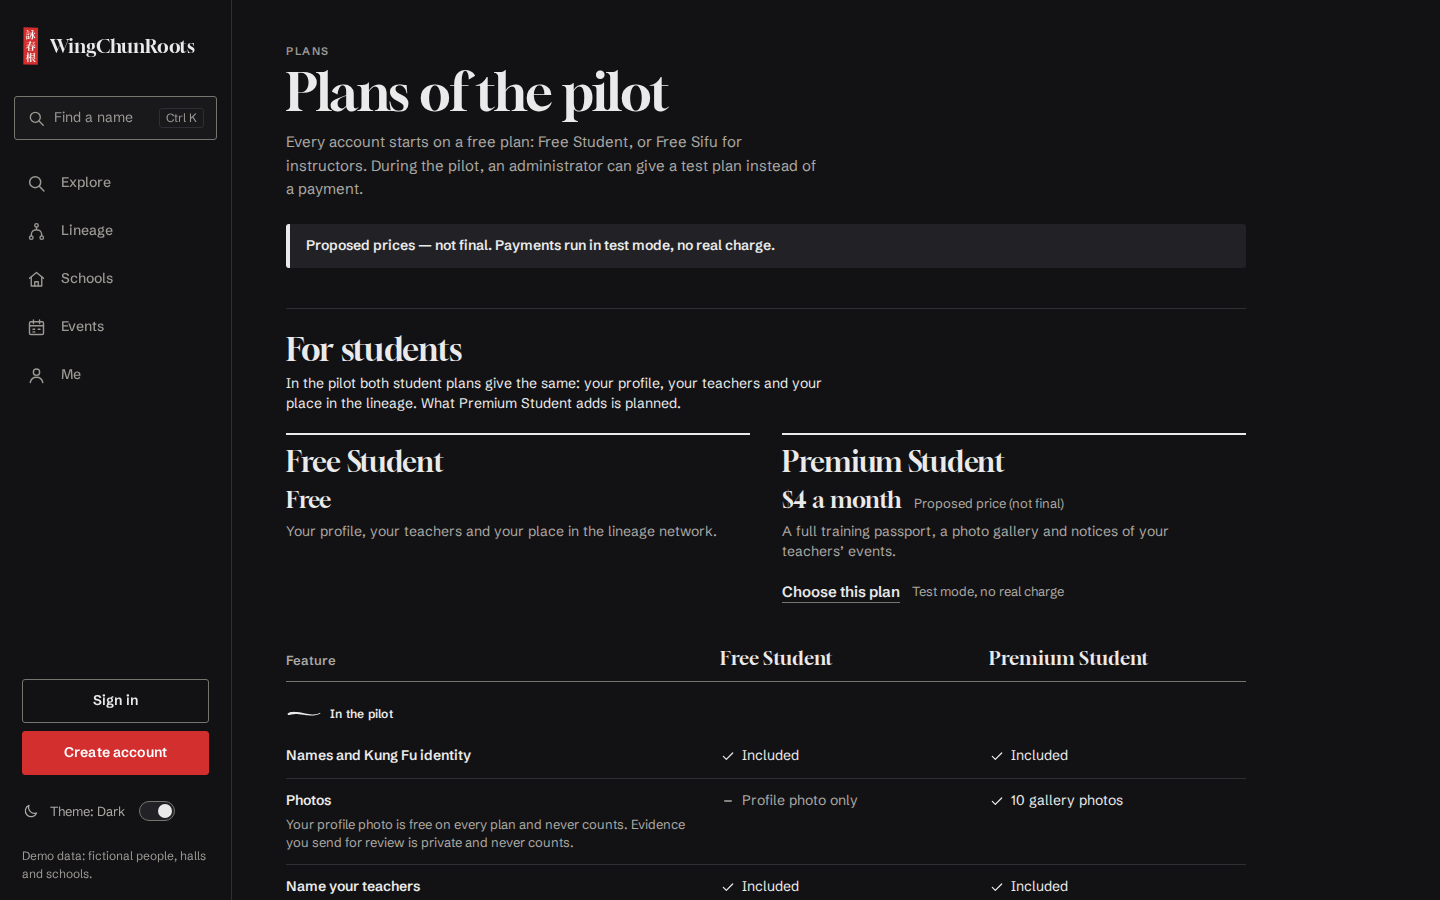 詠春根
WingChunRoots
Find a name
Ctrl K
Explore
Lineage
Schools
Events
Me
Sign in
Create account
Theme: Dark
Demo data: fictional people, halls
and schools.
PLANS
Plans of the pilot
Every account starts on a free plan: Free Student, or Free Sifu for
instructors. During the pilot, an administrator can give a test plan instead of
a payment.
Proposed prices — not final. Payments run in test mode, no real charge.
For students
In the pilot both student plans give the same: your profile, your teachers and your
place in the lineage. What Premium Student adds is planned.
Free Student
Free
Your profile, your teachers and your place in the lineage network.
Premium Student
$4 a month Proposed price (not final)
A full training passport, a photo gallery and notices of your
teachers’ events.
Choose this plan Test mode, no real charge
Feature Free Student Premium Student
In the pilot
Names and Kung Fu identity Included Included
Photos – Profile photo only 10 gallery photos
Your profile photo is free on every plan and never counts. Evidence
you send for review is private and never counts.
Name your teachers Included Included